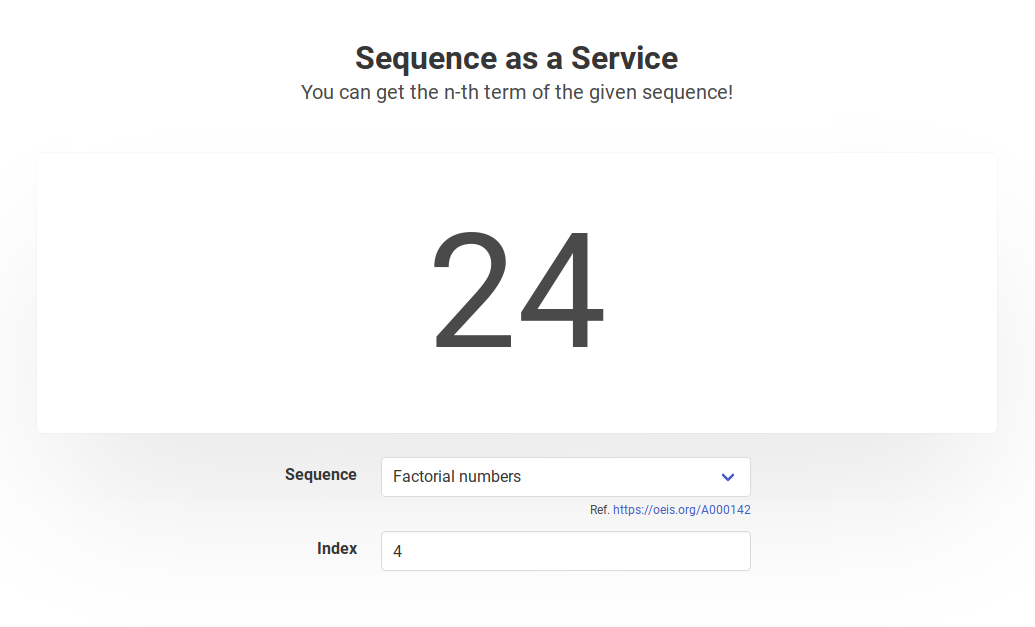 Sequence as a Service
You can get the n-th term of the given sequence!
24
Sequence
Factorial numbers
Ref. https://oeis.org/A000142
Index
4